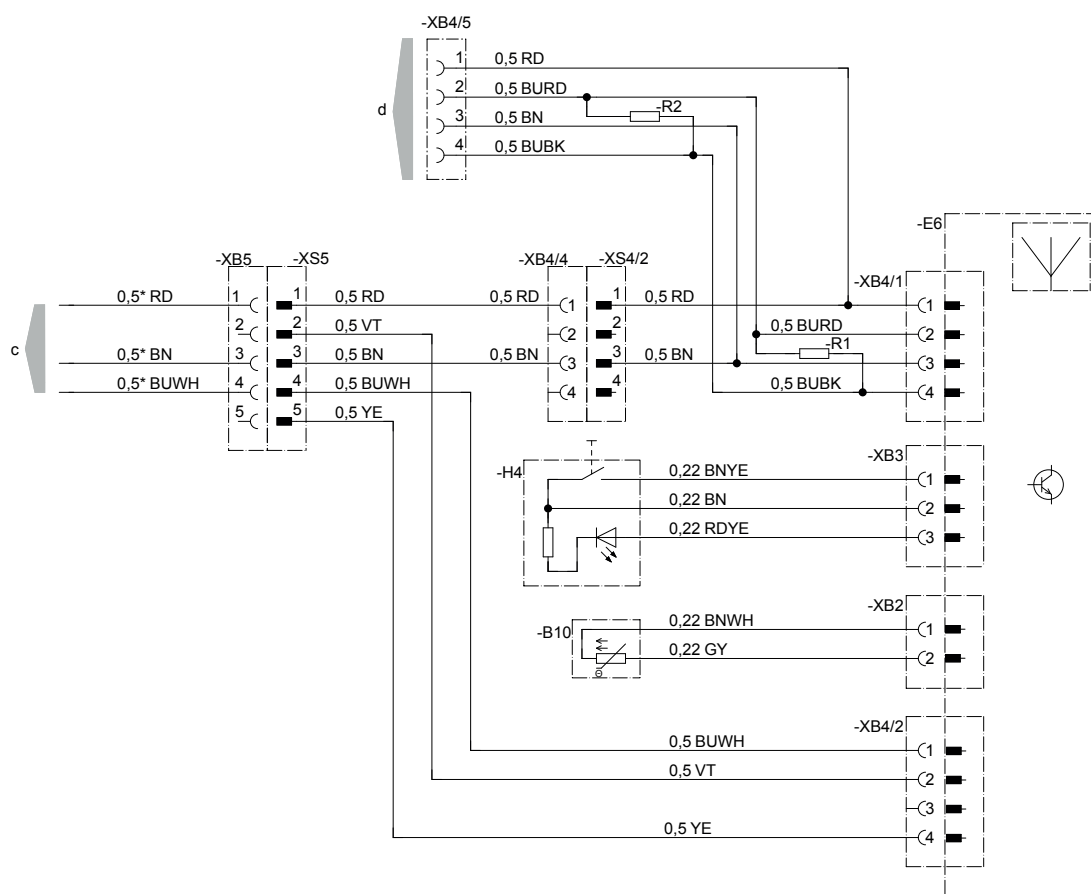 -XB4/5
1 0,5 RD
2 0,5 BURD
-R2
3 0,5 BN
4 0,5 BUBK
d
-E6
-XB5 -XS5 -XB4/4 -XS4/2
-XB4/1
0,5* RD 1 1 0,5 RD 0,5 RD 1 1 0,5 RD 1
2 2 0,5 VT 2 2 0,5 BURD 2
-R1
c
0,5* BN 3 3 0,5 BN 0,5 BN 3 3 0,5 BN 3
0,5* BUWH 4 4 0,5 BUWH 4 4 0,5 BUBK 4
5 5 0,5 YE
-XB3
-H4
0,22 BNYE 1
0,22 BN 2
0,22 RDYE 3
-XB2
-B10
0,22 BNWH 1
0,22 GY 2
-XB4/2
0,5 BUWH 1
0,5 VT 2
3
0,5 YE 4